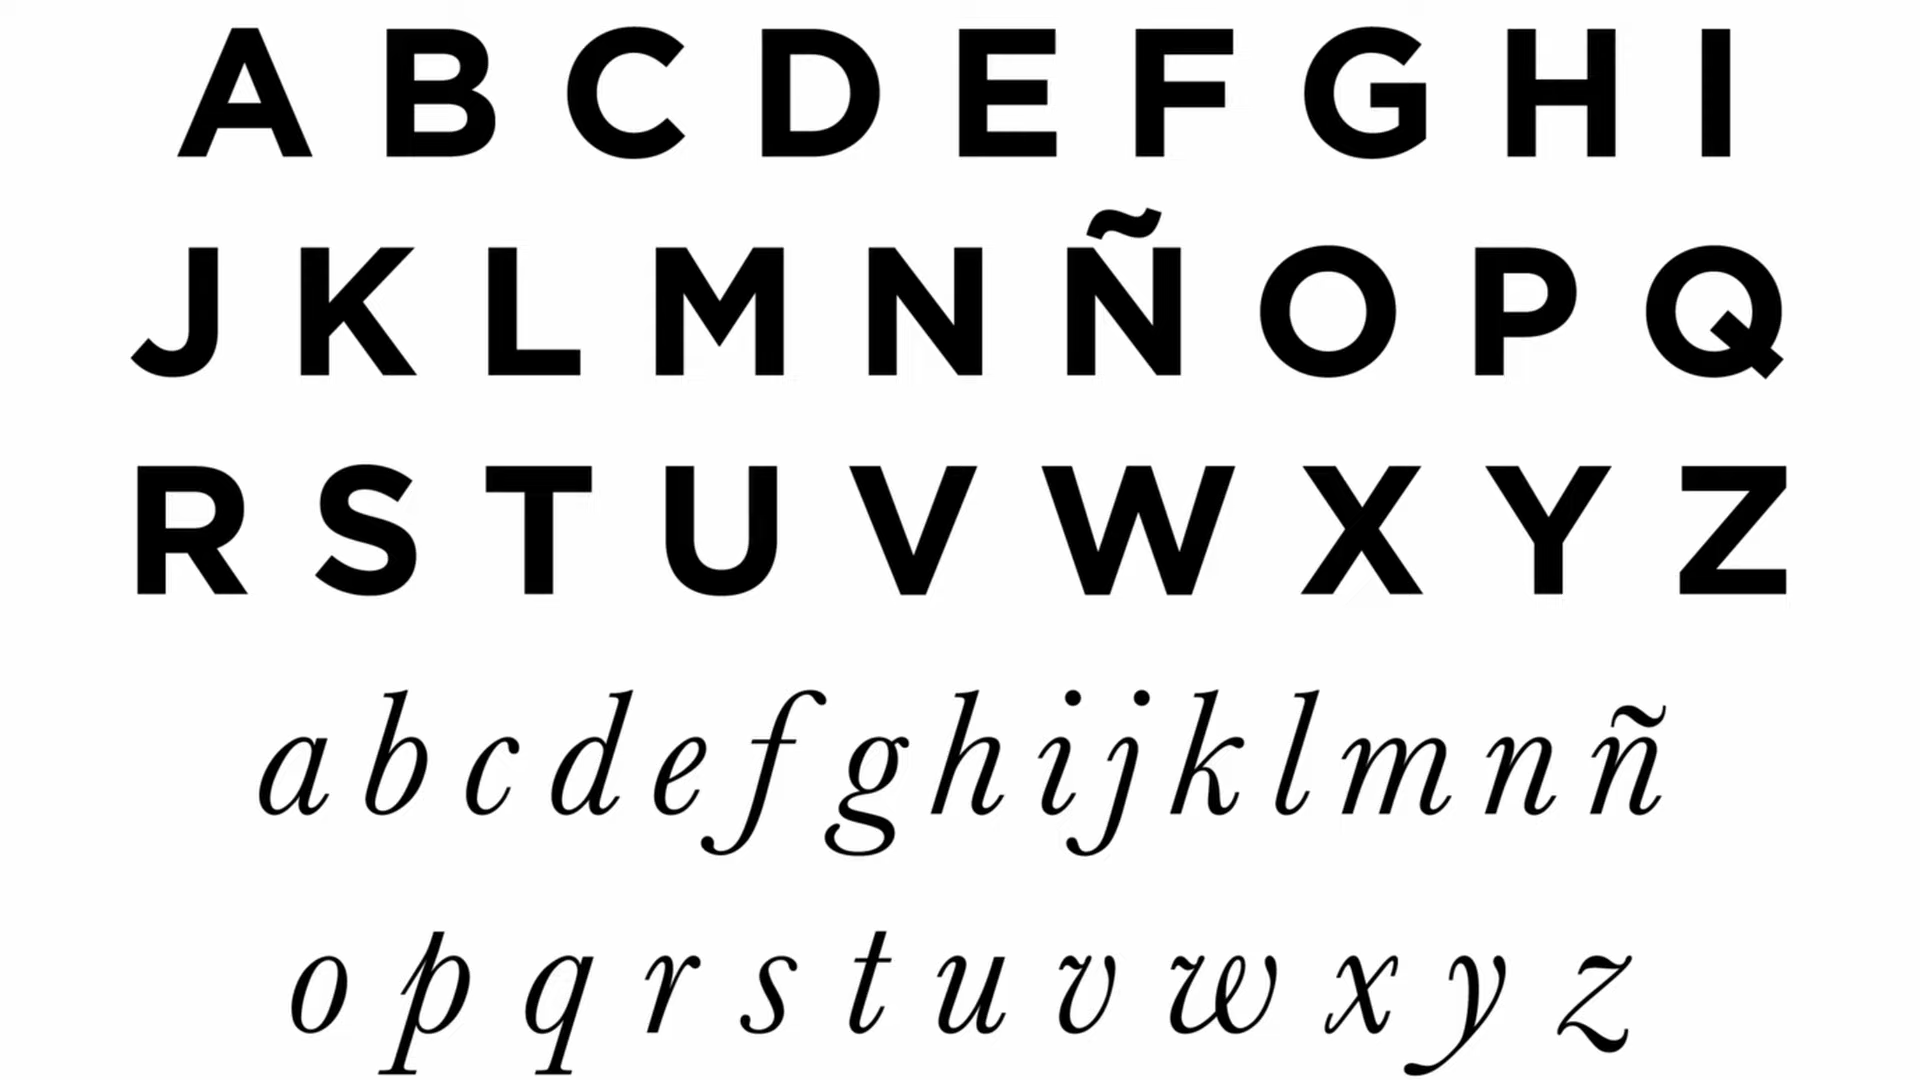 A B C D E F G H I
J K L M N Ñ O P Q
R S T U V W X Y Z
a b c d e f g h i j k l m n ñ
o p q r s t u v w x y z